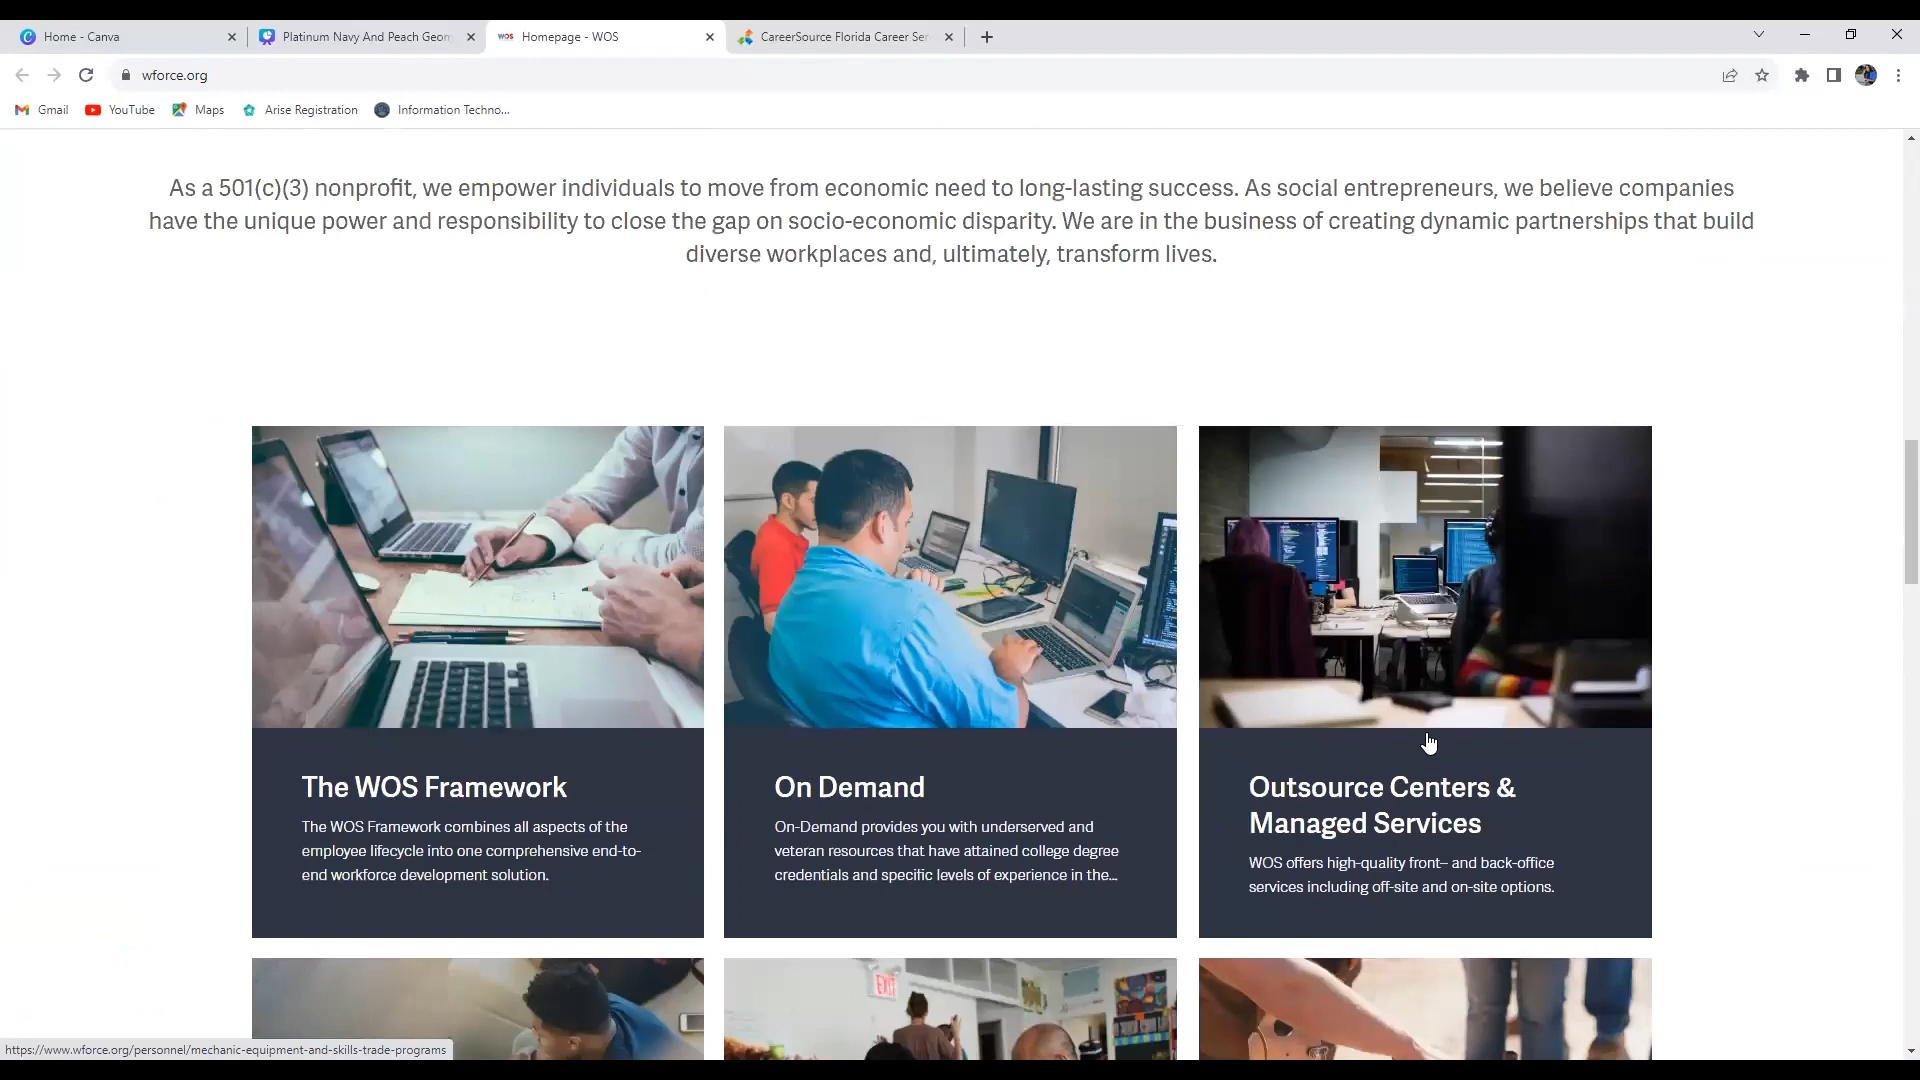 Home - Canva
Platinum Navy And Peach Geom
WOS
Homepage - WOS
CareerSource Florida Career Ser
wforce.org
Gmail
YouTube
Maps
Arise Registration
Information Techno...
As a 501(c)(3) nonprofit, we empower individuals to move from economic need to long-lasting success. As social entrepreneurs, we believe companies
have the unique power and responsibility to close the gap on socio-economic disparity. We are in the business of creating dynamic partnerships that build
diverse workplaces and, ultimately, transform lives.
The WOS Framework
The WOS Framework combines all aspects of the
employee lifecycle into one comprehensive end-to-
end workforce development solution.
On Demand
On-Demand provides you with underserved and
veteran resources that have attained college degree
credentials and specific levels of experience in the...
Outsource Centers &
Managed Services
WOS offers high-quality front– and back-office
services including off-site and on-site options.
EXIT
https://www.wforce.org/personnel/mechanic-equipment-and-skills-trade-programs